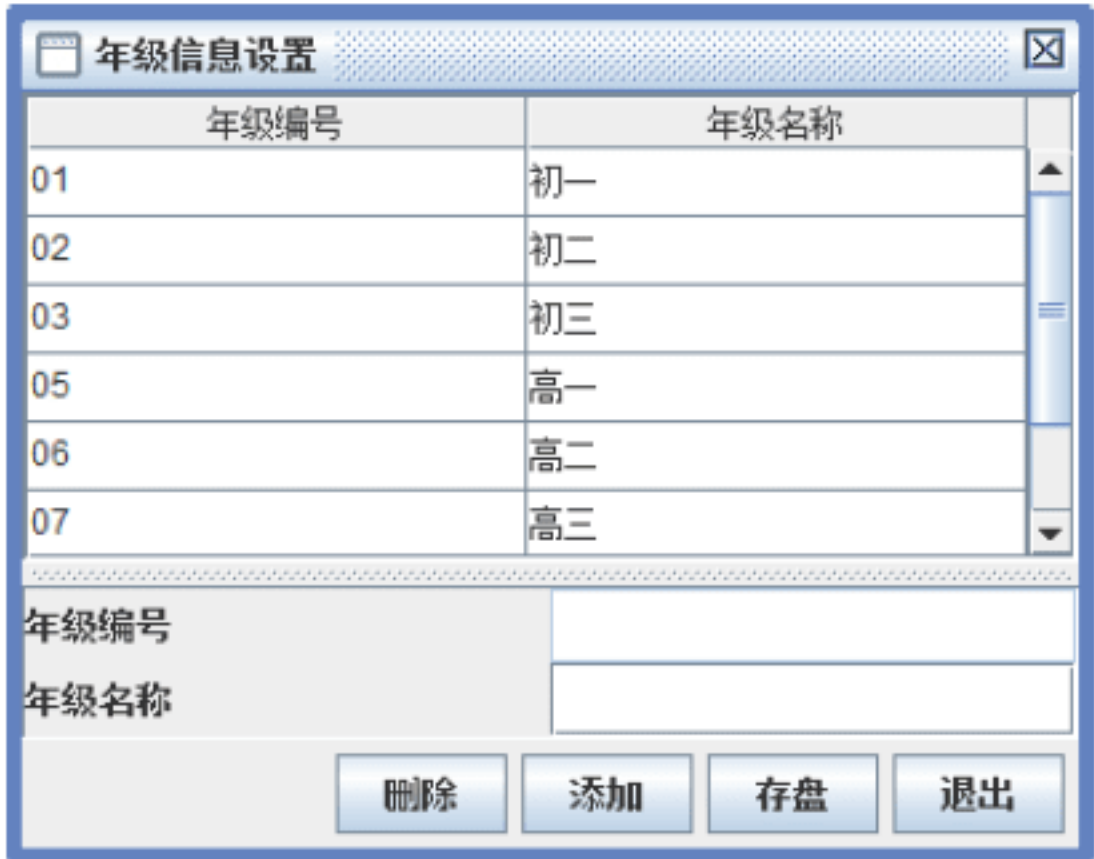 年级信息设置
年级编号 年级名称
01 初一
02 初二
03 初三
05 高一
06 高二
07 高三
年级编号
年级名称
删除 添加 存盘 退出